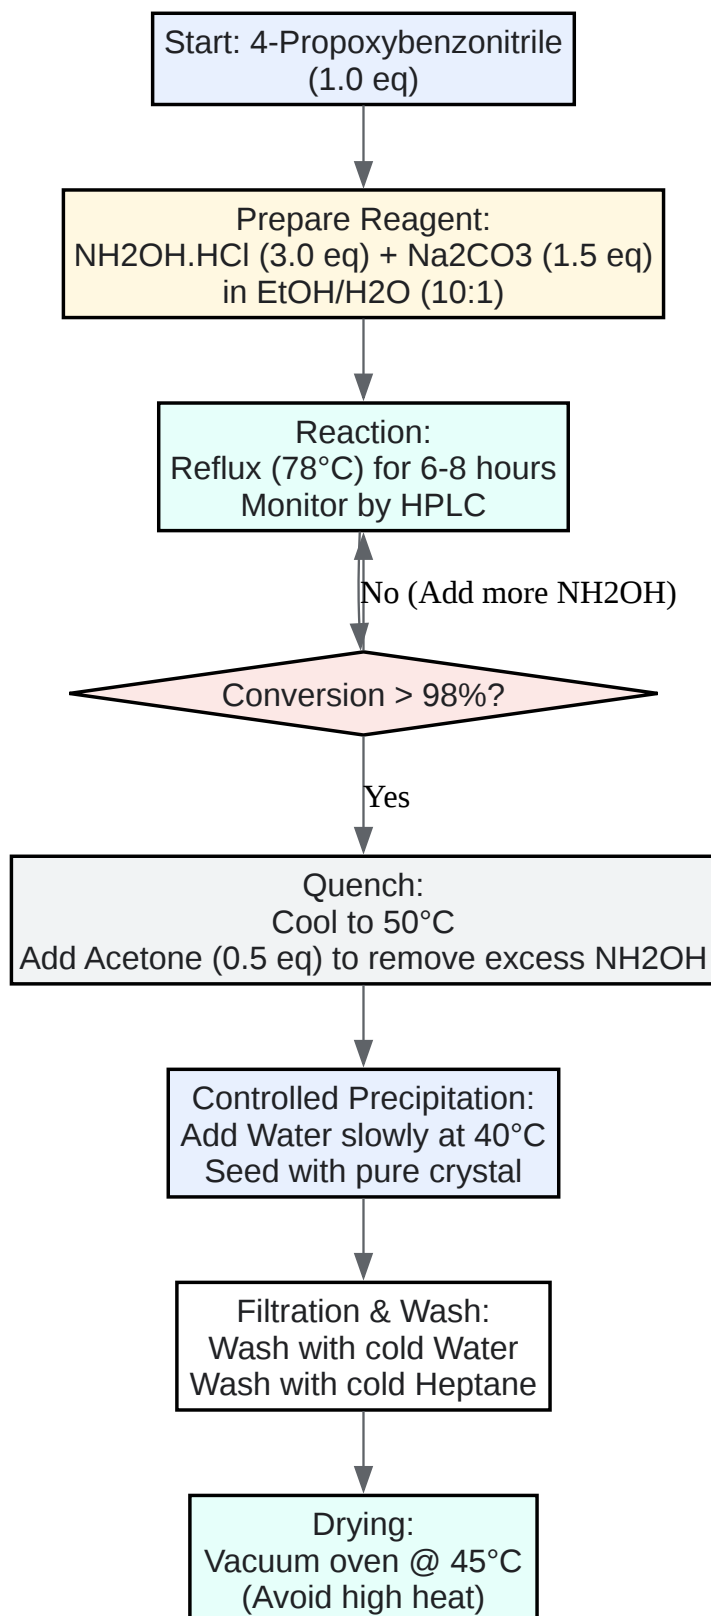 Start: 4-Propoxybenzonitrile
(1.0 eq)
Prepare Reagent:
NH2OH.HCl (3.0 eq) + Na2CO3 (1.5 eq)
in EtOH/H2O (10:1)
Reaction:
Reflux (78°C) for 6-8 hours
Monitor by HPLC
No (Add more NH2OH)
Conversion > 98%?
Yes
Quench:
Cool to 50°C
Add Acetone (0.5 eq) to remove excess NH2OH
Controlled Precipitation:
Add Water slowly at 40°C
Seed with pure crystal
Filtration & Wash:
Wash with cold Water
Wash with cold Heptane
Drying:
Vacuum oven @ 45°C
(Avoid high heat)